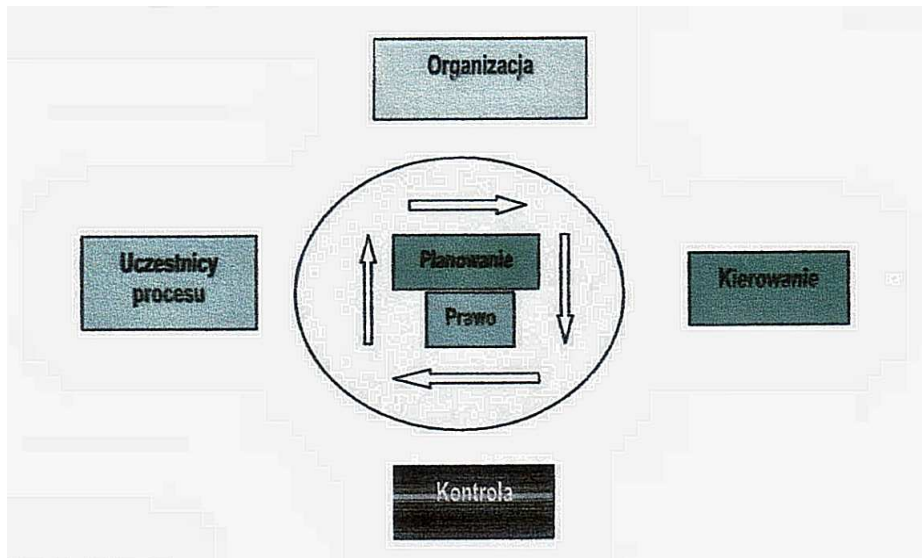 Organizacja
Uczestnicy
procesu
Planowanie
Prawo
Kierowanie
Kontrola